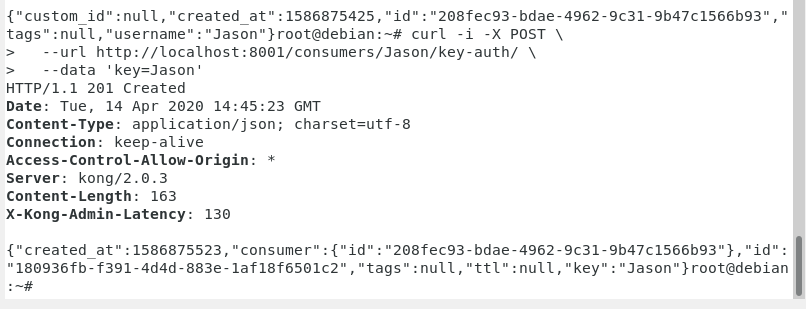 {"custom_id":null,"created_at":1586875425,"id":"208fec93-bdae-4962-9c31-9b47c1566b93","
tags":null,"username":"Jason"}root@debian:~# curl -i -X POST \
>   --url http://localhost:8001/consumers/Jason/key-auth/ \
>   --data 'key=Jason'
HTTP/1.1 201 Created
Date: Tue, 14 Apr 2020 14:45:23 GMT
Content-Type: application/json; charset=utf-8
Connection: keep-alive
Access-Control-Allow-Origin: *
Server: kong/2.0.3
Content-Length: 163
X-Kong-Admin-Latency: 130

{"created_at":1586875523,"consumer":{"id":"208fec93-bdae-4962-9c31-9b47c1566b93"},"id":
"180936fb-f391-4d4d-883e-1af18f6501c2","tags":null,"ttl":null,"key":"Jason"}root@debian
:~#